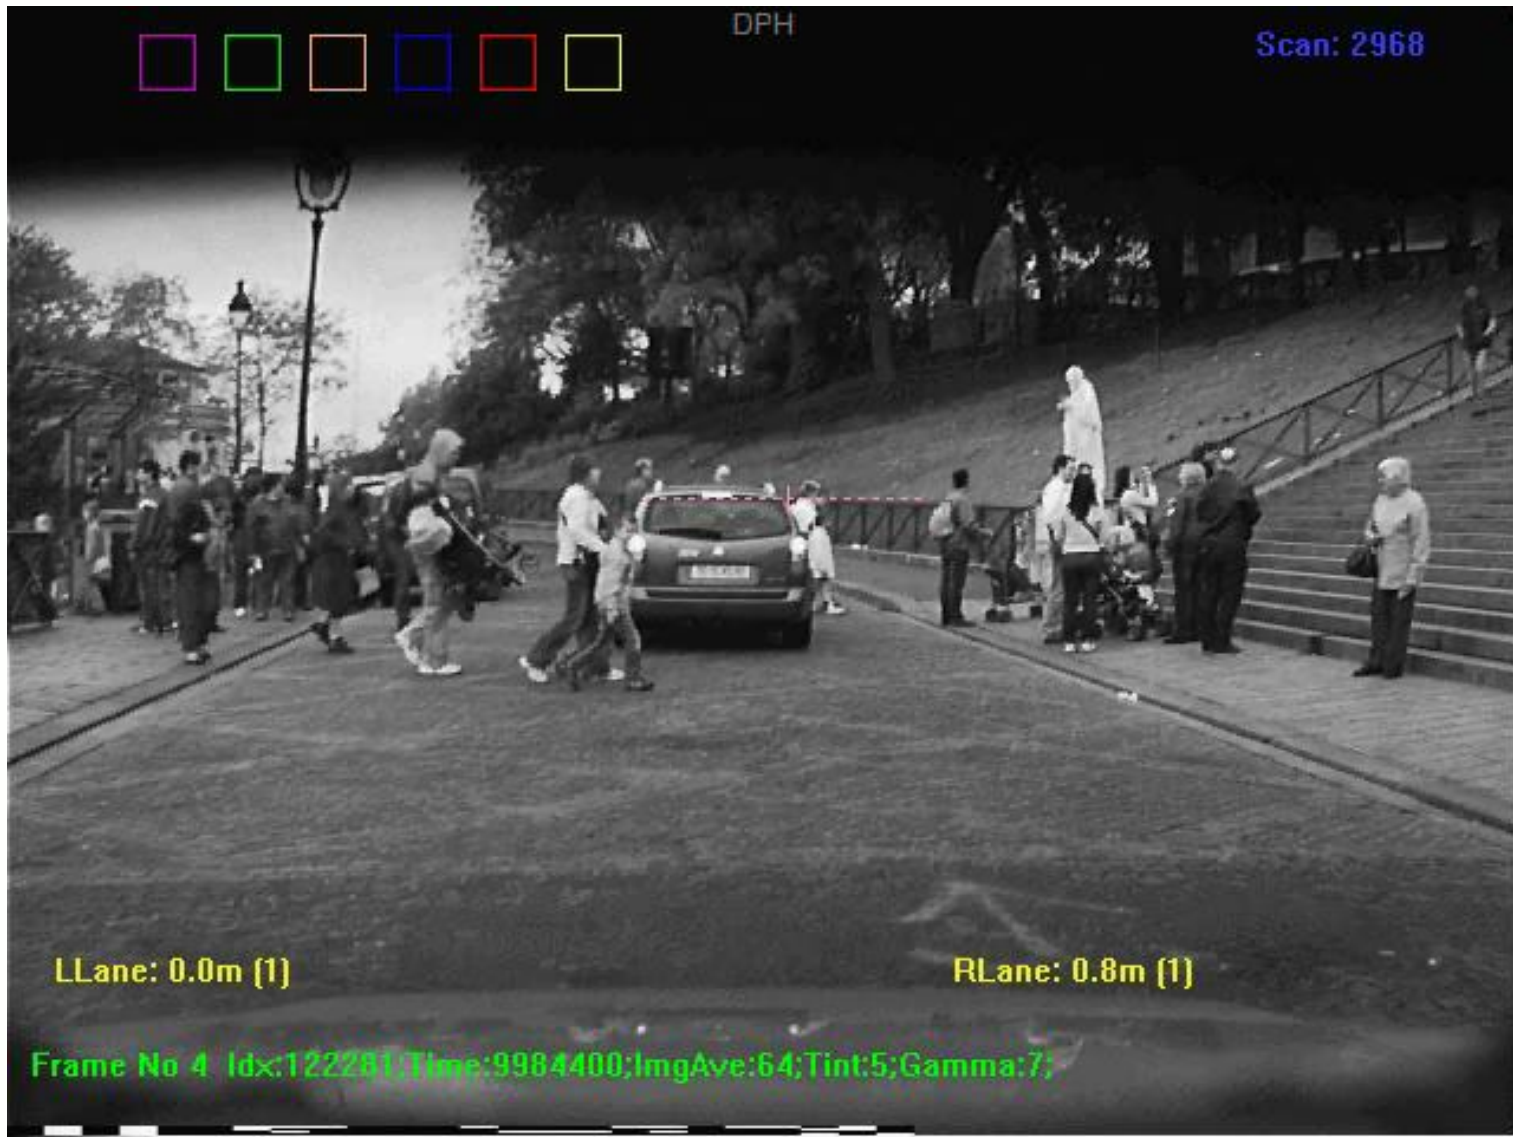 DPH
Scan: 2968
LLane: 0.0m (1)
RLane: 0.8m (1)
Frame No 4 Idx:122281;Time:9984400;ImgAve:64;Tint:5;Gamma:7;